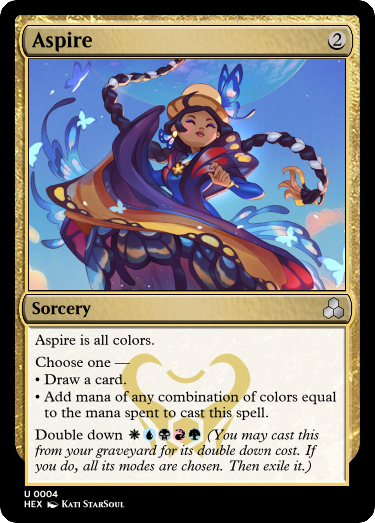 Aspire 2
Sorcery
Aspire is all colors.
Choose one —
• Draw a card.
• Add mana of any combination of colors equal
to the mana spent to cast this spell.
Double down (You may cast this
from your graveyard for its double down cost. If
you do, all its modes are chosen. Then exile it.)
U 0004
HEX Kati StarSoul